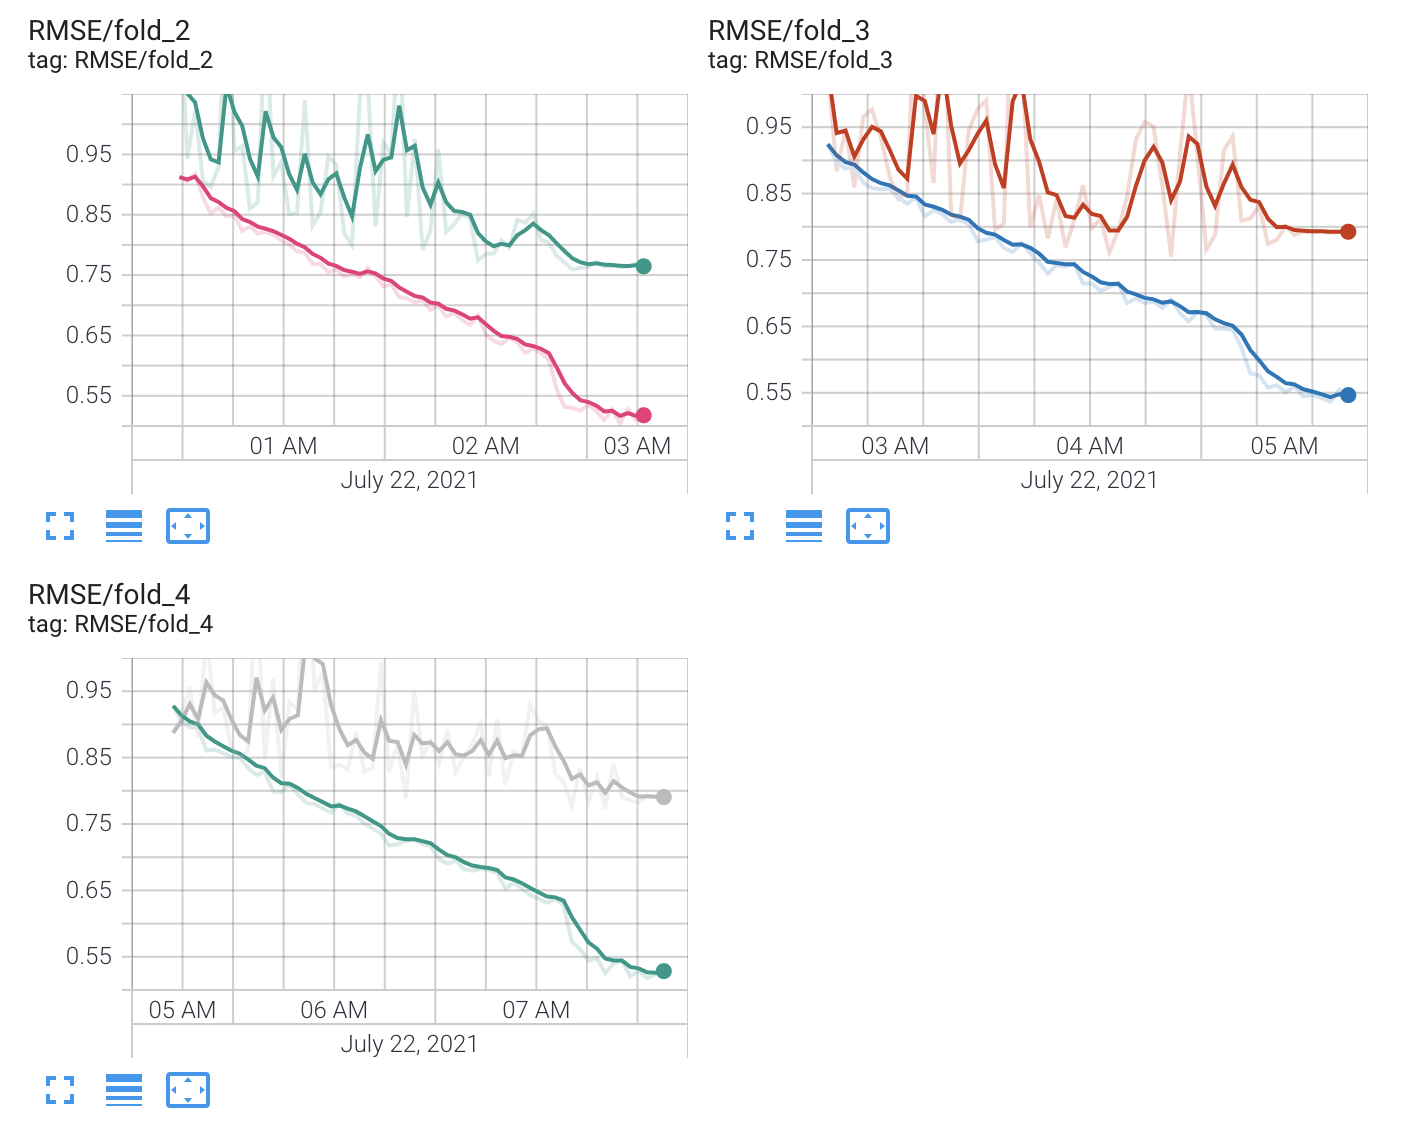 RMSE/fold_2
tag: RMSE/fold_2
0.95
0.85
0.75
0.65
0.55
01 AM 02 AM 03 AM
July 22, 2021
RMSE/fold_3
tag: RMSE/fold_3
0.95
0.85
0.75
0.65
0.55
03 AM 04 AM 05 AM
July 22, 2021
RMSE/fold_4
tag: RMSE/fold_4
0.95
0.85
0.75
0.65
0.55
05 AM 06 AM 07 AM
July 22, 2021